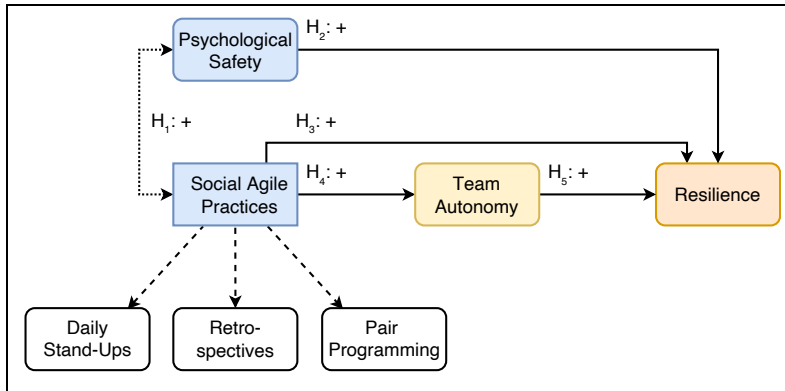 Psychological
Safety
H₂: +
H₁: +
H₃: +
Social Agile
Practices
H₄: +
Team
Autonomy
H₅: +
Resilience
Daily
Stand-Ups
Retro-
spectives
Pair
Programming